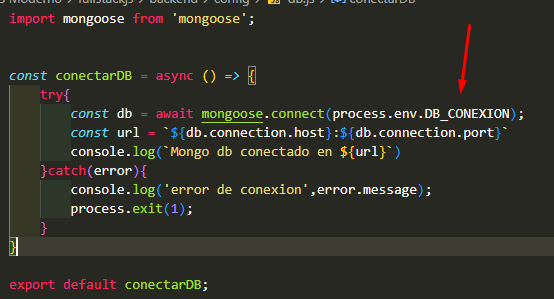 s Moderno > fullstackjs > backend > config > db.js > conectarDB
import mongoose from 'mongoose';
const conectarDB = async () => {
try{
const db = await mongoose.connect(process.env.DB_CONEXION);
const url = `${db.connection.host}:${db.connection.port}`
console.log(`Mongo db conectado en ${url}`)
}catch(error){
console.log('error de conexion',error.message);
process.exit(1);
}
}
export default conectarDB;